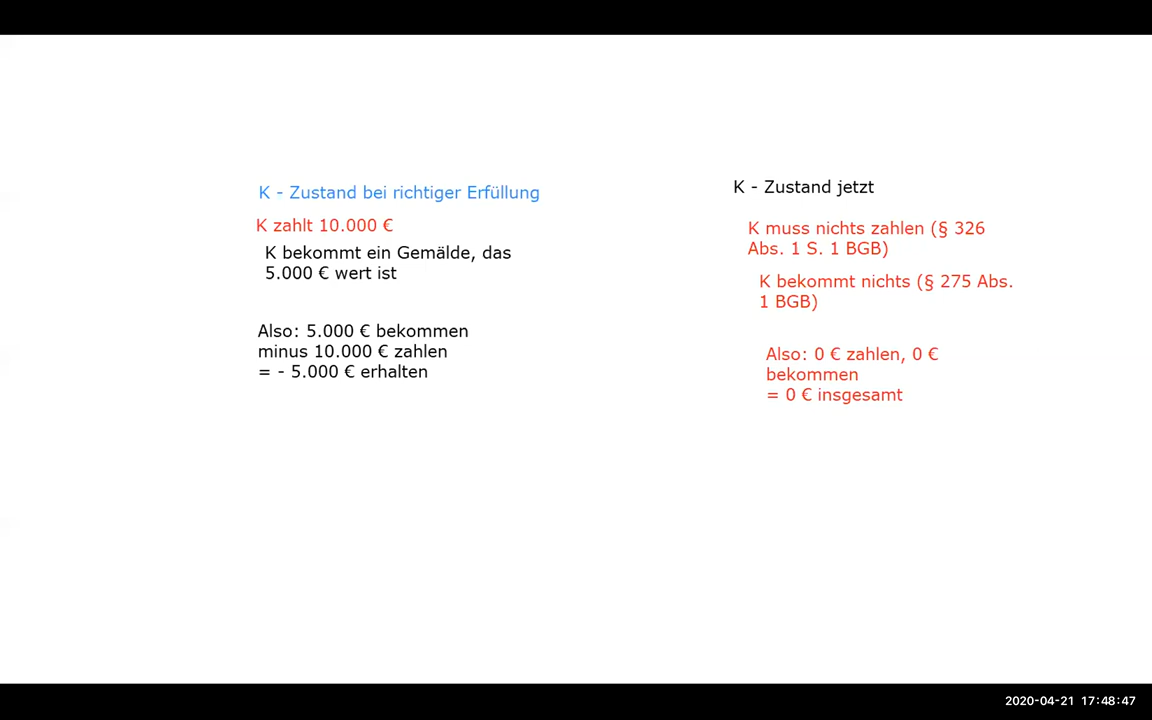 K - Zustand bei richtiger Erfüllung
K zahlt 10.000 €
K bekommt ein Gemälde, das
5.000 € wert ist
Also: 5.000 € bekommen
minus 10.000 € zahlen
= - 5.000 € erhalten
K - Zustand jetzt
K muss nichts zahlen (§ 326
Abs. 1 S. 1 BGB)
K bekommt nichts (§ 275 Abs.
1 BGB)
Also: 0 € zahlen, 0 €
bekommen
= 0 € insgesamt
2020-04-21 17:48:47